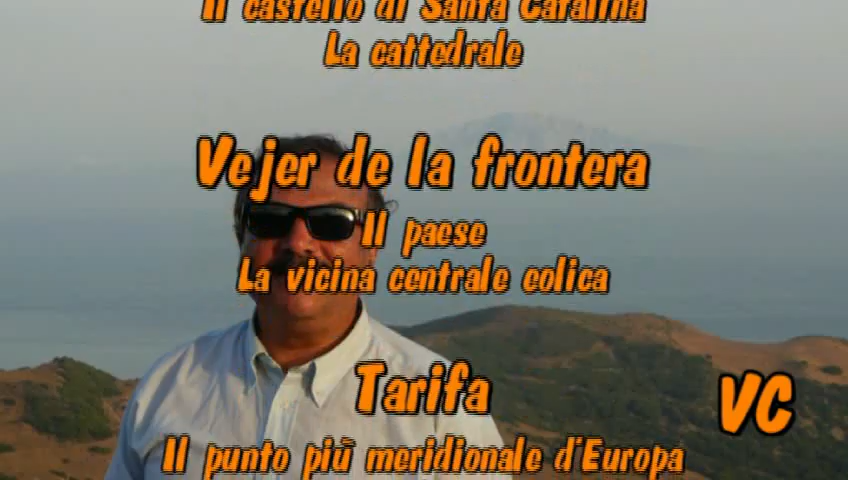 Il castello di Santa Catalina
La cattedrale
Vejer de la frontera
Il paese
La vicina centrale eolica
Tarifa
VC
Il punto più meridionale d'Europa